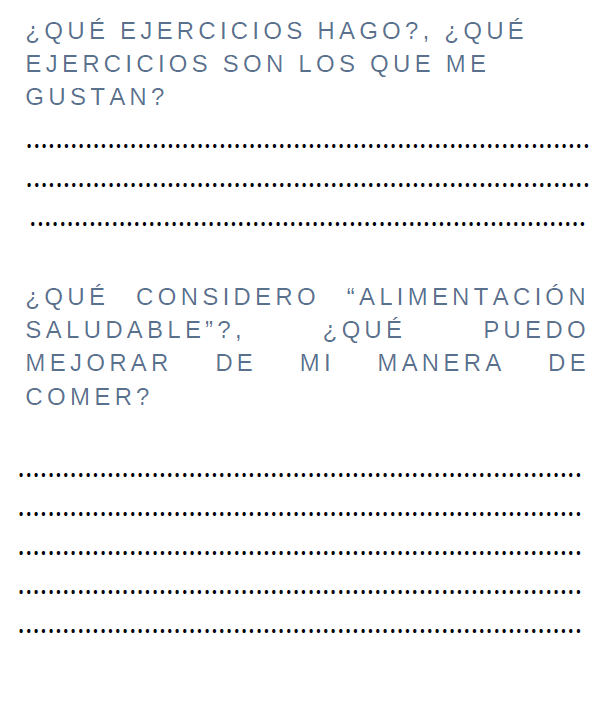 ¿QUÉ EJERCICIOS HAGO?, ¿QUÉ
EJERCICIOS SON LOS QUE ME
GUSTAN?
¿QUÉ CONSIDERO “ALIMENTACIÓN
SALUDABLE”?, ¿QUÉ PUEDO
MEJORAR DE MI MANERA DE
COMER?